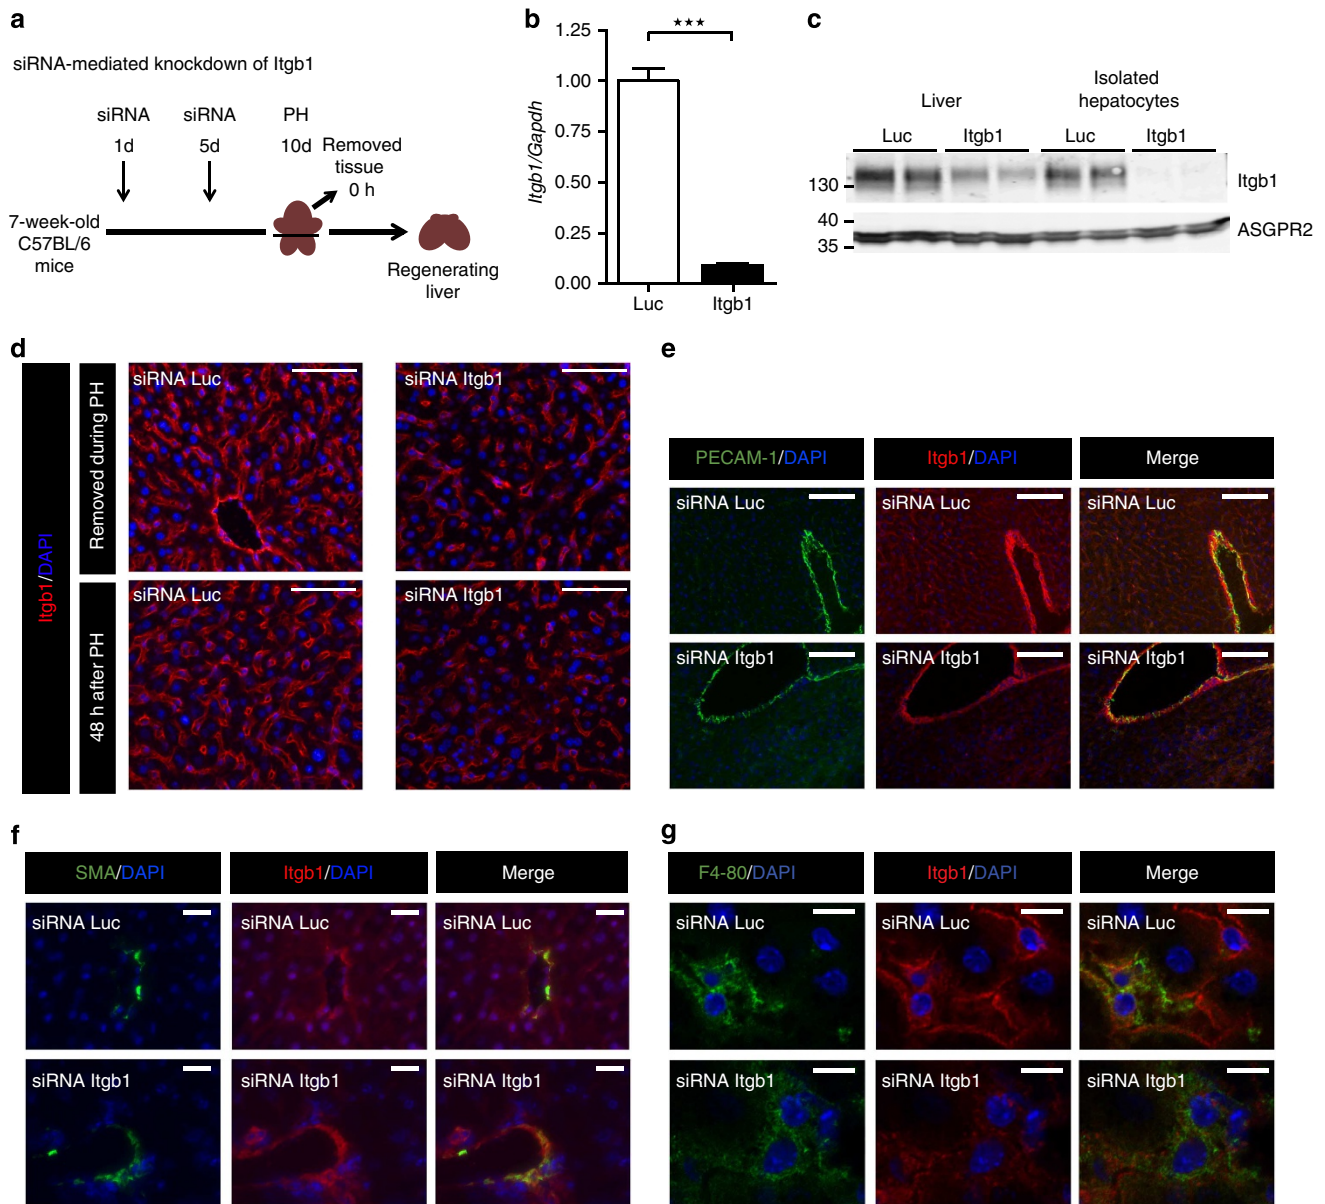 a
siRNA-mediated knockdown of Itgb1
siRNA
siRNA
PH
1d
5d
10d
Removed
tissue
0 h
7-week-old
C57BL/6
mice
Regenerating
liver
b
1.25
1.00
0.75
0.50
0.25
0.00
Itgb1/Gapdh
★★★
Luc
Itgb1
c
Liver
Isolated
hepatocytes
Luc
Itgb1
Luc
Itgb1
130
Itgb1
40
35
ASGPR2
d
Itgb1/DAPI
Removed during PH
siRNA Luc
siRNA Itgb1
48 h after PH
siRNA Luc
siRNA Itgb1
e
PECAM-1/DAPI
Itgb1/DAPI
Merge
siRNA Luc
siRNA Luc
siRNA Luc
siRNA Itgb1
siRNA Itgb1
siRNA Itgb1
f
SMA/DAPI
Itgb1/DAPI
Merge
siRNA Luc
siRNA Luc
siRNA Luc
siRNA Itgb1
siRNA Itgb1
siRNA Itgb1
g
F4-80/DAPI
Itgb1/DAPI
Merge
siRNA Luc
siRNA Luc
siRNA Luc
siRNA Itgb1
siRNA Itgb1
siRNA Itgb1